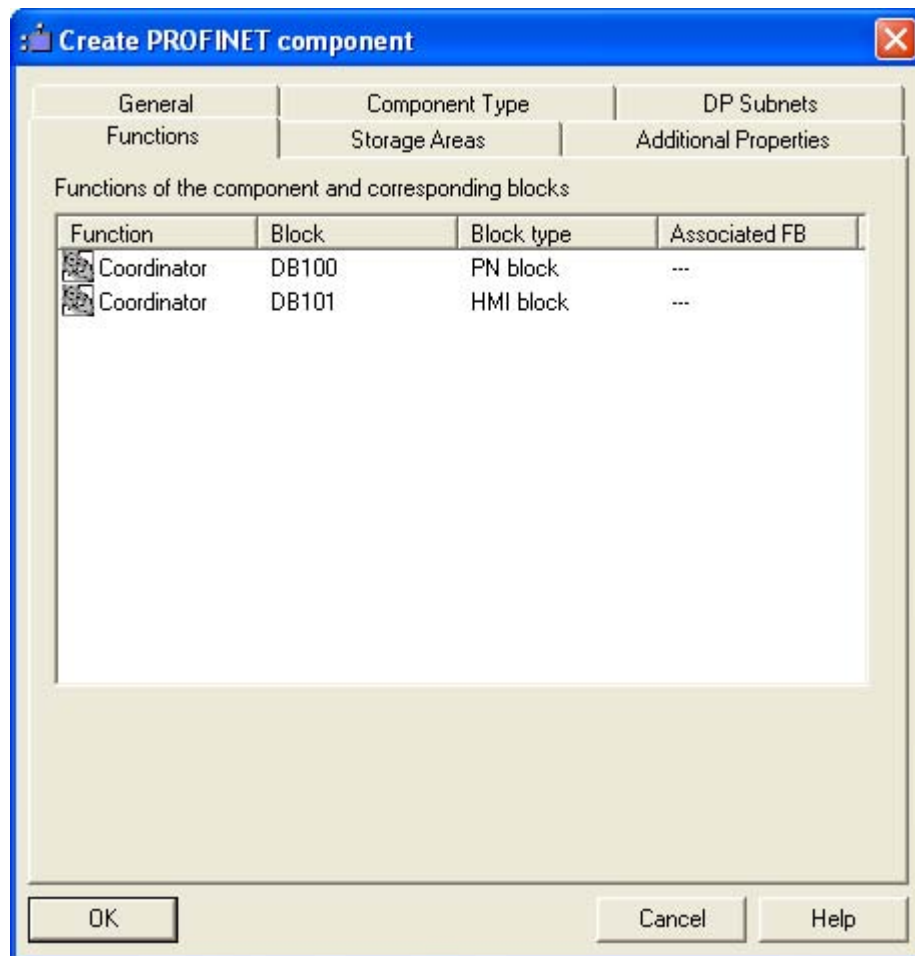 Create PROFINET component
General Component Type DP Subnets
Functions Storage Areas Additional Properties
Functions of the component and corresponding blocks
Function Block Block type Associated FB
Coordinator DB100 PN block ---
Coordinator DB101 HMI block ---
OK Cancel Help